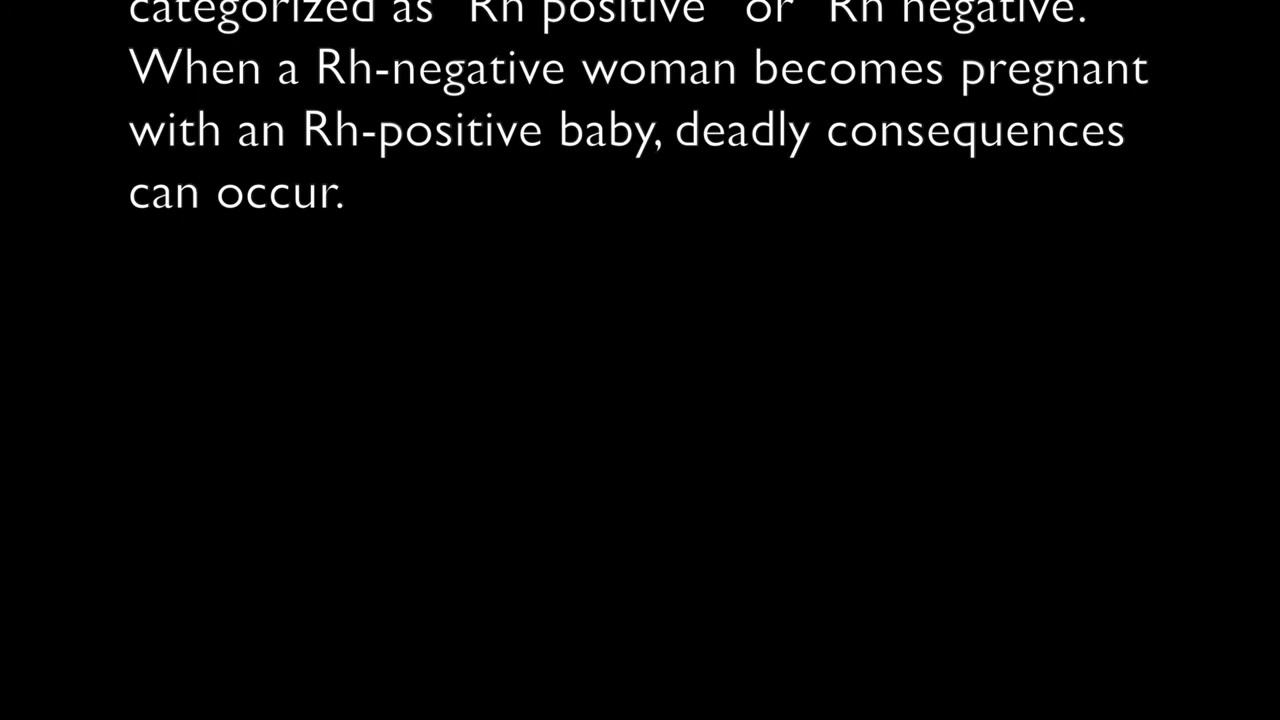 categorized as "Rh positive" or "Rh negative."
When a Rh-negative woman becomes pregnant
with an Rh-positive baby, deadly consequences
can occur.